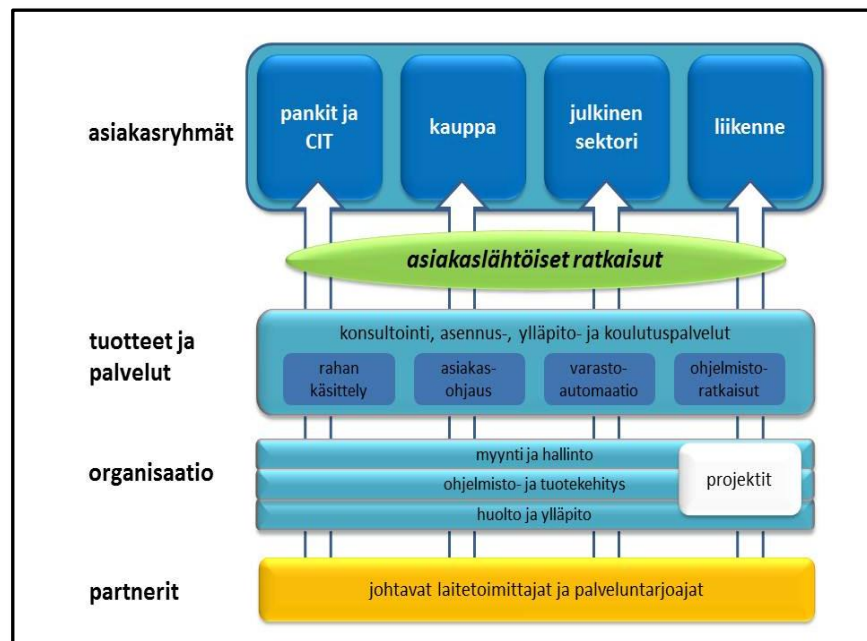 asiakasryhmät
pankit ja
CIT
kauppa
julkinen
sektori
liikenne
asiakaslähtöiset ratkaisut
tuotteet ja
palvelut
konsultointi, asennus-, ylläpito- ja koulutuspalvelut
rahan
käsittely
asiakas-
ohjaus
varasto-
automaatio
ohjelmisto-
ratkaisut
organisaatio
myynti ja hallinto
ohjelmisto- ja tuotekehitys
huolto ja ylläpito
projektit
partnerit
johtavat laitetoimittajat ja palveluntarjoajat